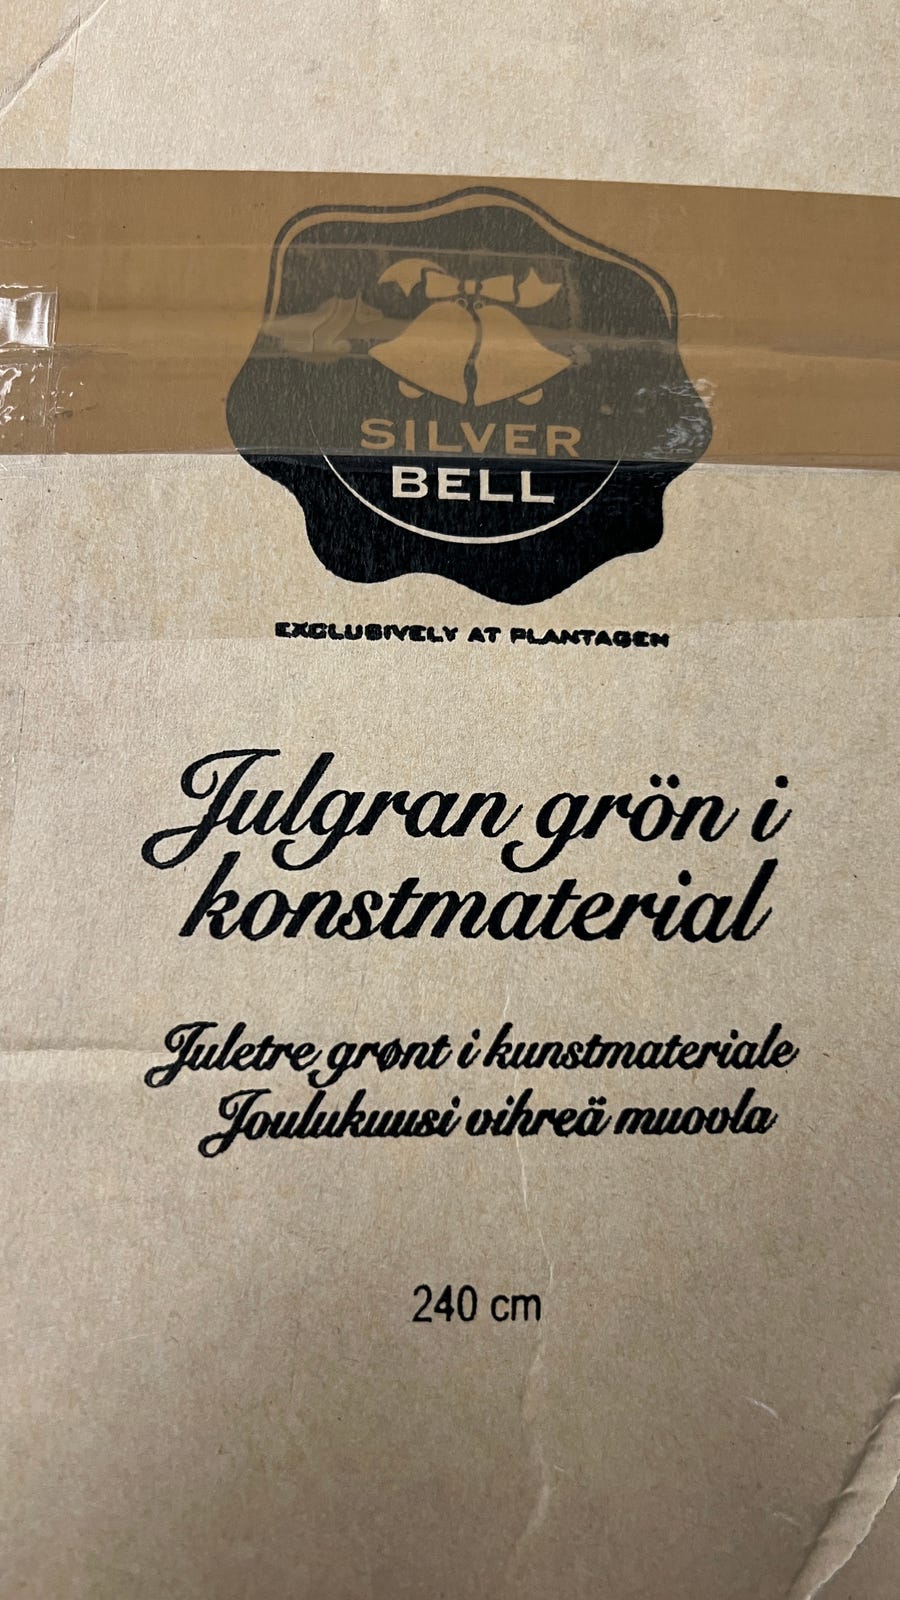 SILVER
BELL
EXCLUSIVELY AT PLANTAGEN
Julgran grön i
konstmaterial
Juletre grønt i kunstmateriale
Joulukuusi vihreä muovia
240 cm